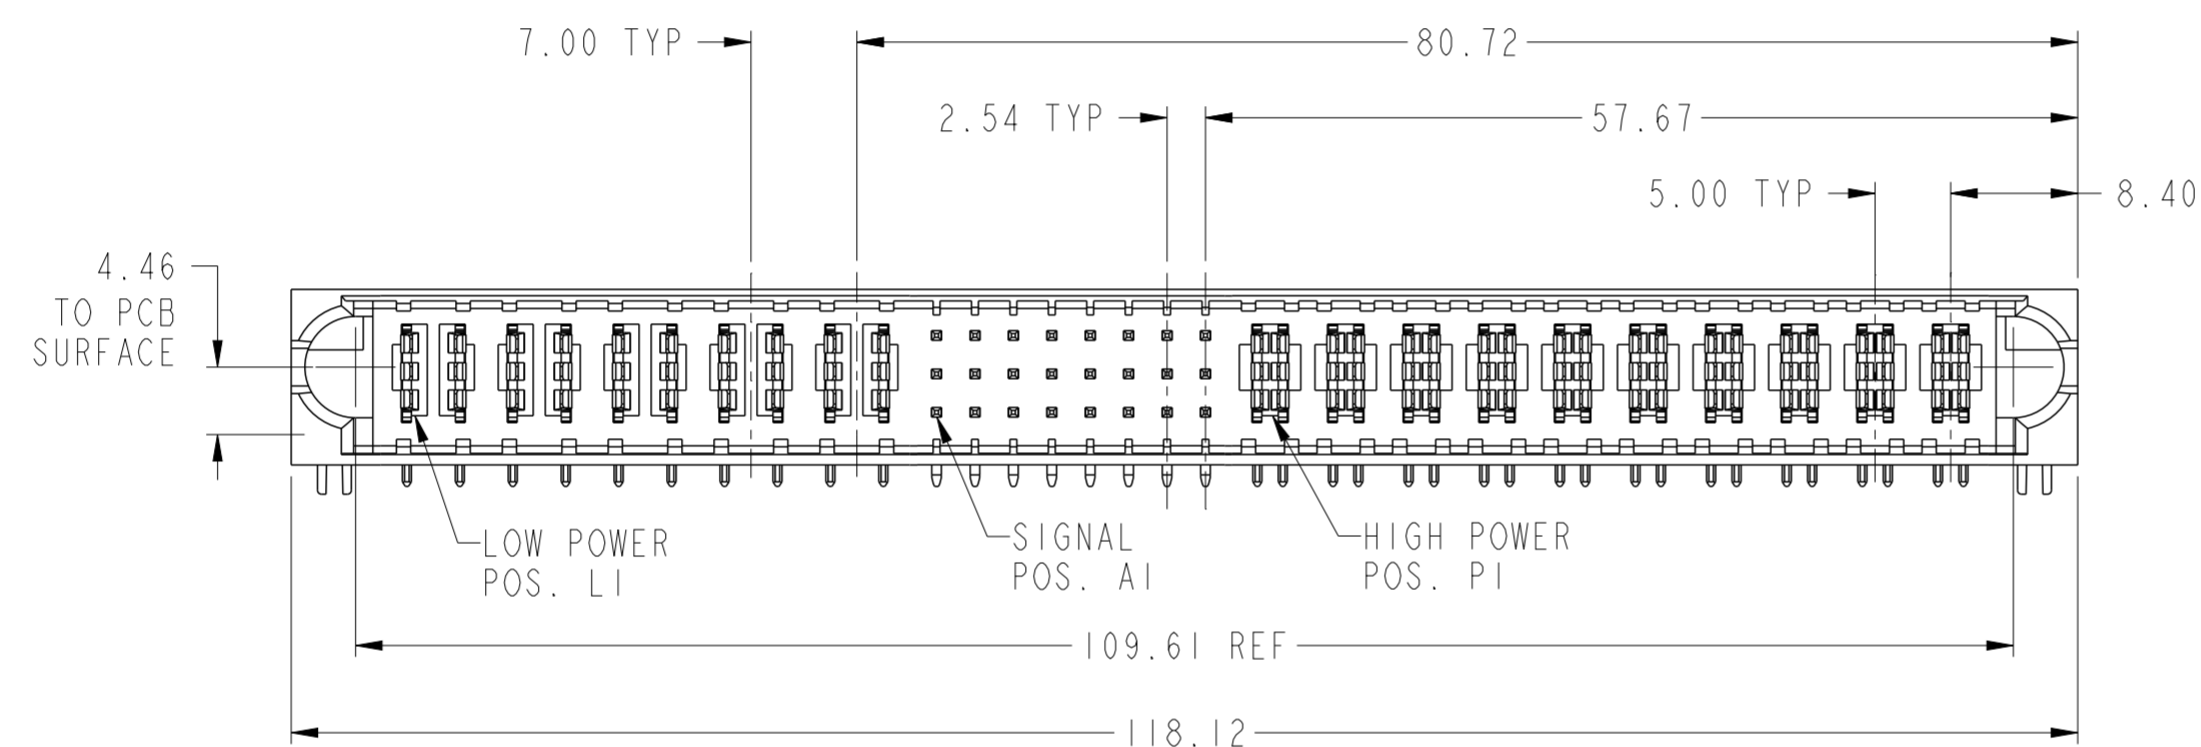 7.00 TYP
80.72
2.54 TYP
57.67
5.00 TYP
8.40
4.46
TO PCB
SURFACE
LOW POWER
POS. L1
SIGNAL
POS. A1
HIGH POWER
POS. P1
109.61 REF
118.12